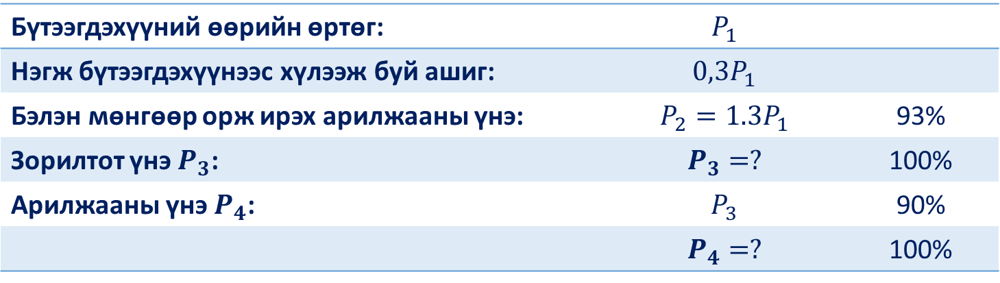 Бүтээгдэхүүний өөрийн өртөг: P₁
Нэгж бүтээгдэхүүнээс хүлээж буй ашиг: 0,3P₁
Бэлэн мөнгөөр орж ирэх арилжааны үнэ: P₂ = 1.3P₁ 93%
Зорилтот үнэ P₃: P₃ =? 100%
Арилжааны үнэ P₄: P₃ 90%
P₄ =? 100%